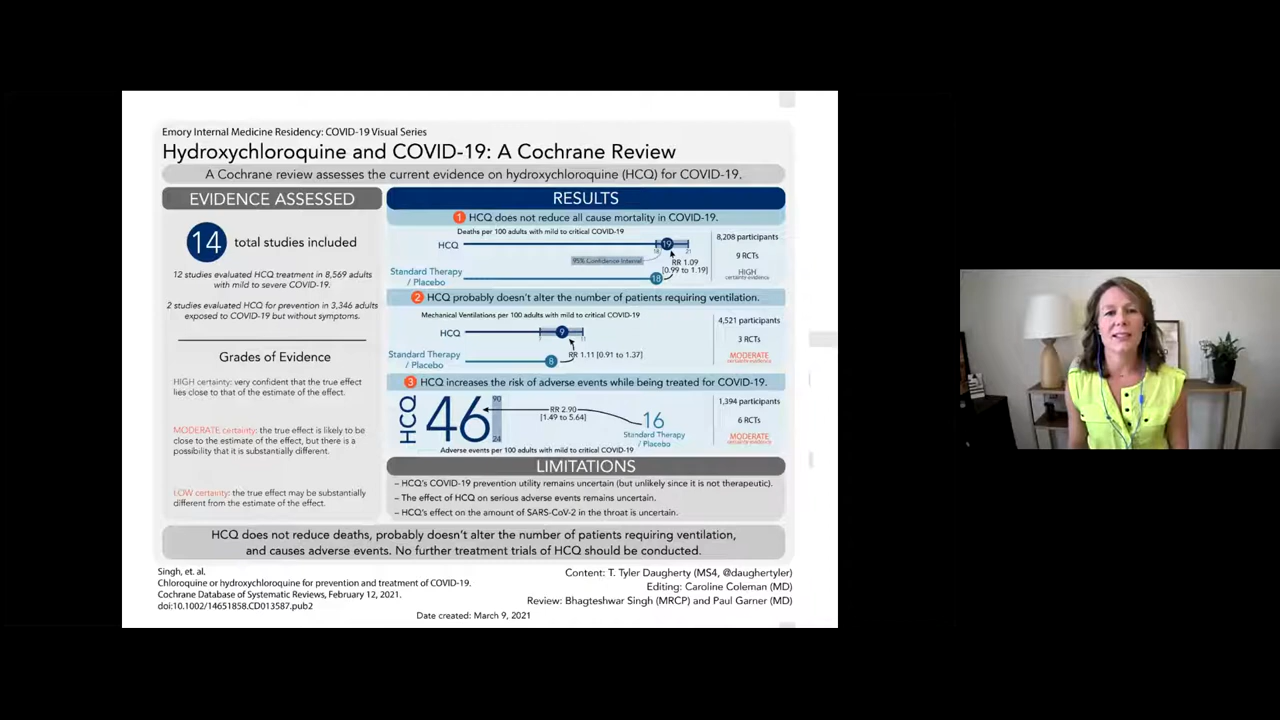 Emory Internal Medicine Residency: COVID-19 Visual Series
Hydroxychloroquine and COVID-19: A Cochrane Review
A Cochrane review assesses the current evidence on hydroxychloroquine (HCQ) for COVID-19.
EVIDENCE ASSESSED
14 total studies included
12 studies evaluated HCQ treatment in 8,569 adults
with mild to severe COVID-19.
2 studies evaluated HCQ for prevention in 3,346 adults
exposed to COVID-19 but without symptoms.
Grades of Evidence
HIGH certainty: very confident that the true effect
lies close to that of the estimate of the effect.
MODERATE certainty: the true effect is likely to be
close to the estimate of the effect, but there is a
possibility that it is substantially different.
LOW certainty: the true effect may be substantially
different from the estimate of the effect.
RESULTS
1 HCQ does not reduce all cause mortality in COVID-19.
Deaths per 100 adults with mild to critical COVID-19
HCQ
19
18
21
95% Confidence Interval
RR 1.09
[0.99 to 1.19]
Standard Therapy
/ Placebo
18
8,208 participants
9 RCTs
HIGH
certainty evidence
2 HCQ probably doesn't alter the number of patients requiring ventilation.
Mechanical Ventilations per 100 adults with mild to critical COVID-19
HCQ
9
11
RR 1.11 [0.91 to 1.37]
Standard Therapy
/ Placebo
8
4,521 participants
3 RCTs
MODERATE
certainty evidence
3 HCQ increases the risk of adverse events while being treated for COVID-19.
HCQ
46
90
24
RR 2.90
[1.49 to 5.64]
16
Standard Therapy
/ Placebo
Adverse events per 100 adults with mild to critical COVID-19
1,394 participants
6 RCTs
MODERATE
certainty evidence
LIMITATIONS
– HCQ's COVID-19 prevention utility remains uncertain (but unlikely since it is not therapeutic).
– The effect of HCQ on serious adverse events remains uncertain.
– HCQ's effect on the amount of SARS-CoV-2 in the throat is uncertain.
HCQ does not reduce deaths, probably doesn't alter the number of patients requiring ventilation,
and causes adverse events. No further treatment trials of HCQ should be conducted.
Singh, et. al.
Chloroquine or hydroxychloroquine for prevention and treatment of COVID-19.
Cochrane Database of Systematic Reviews, February 12, 2021.
doi:10.1002/14651858.CD013587.pub2
Content: T. Tyler Daugherty (MS4, @daughertyler)
Editing: Caroline Coleman (MD)
Review: Bhagteshwar Singh (MRCP) and Paul Garner (MD)
Date created: March 9, 2021